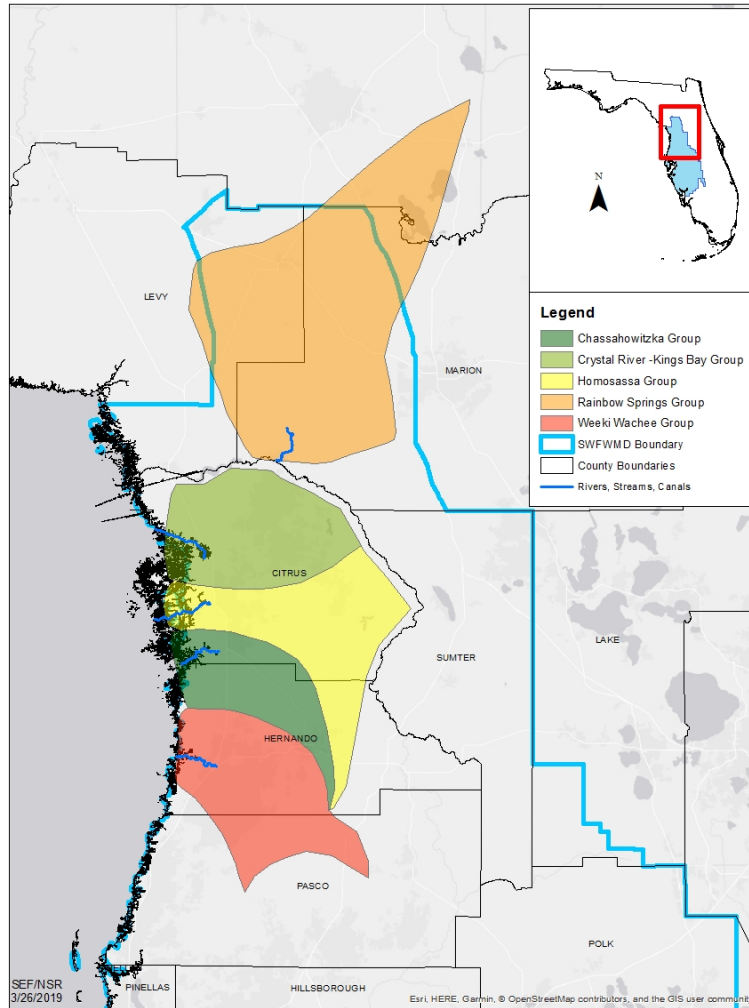 N
LEVY
MARION
Legend
Chassahowitzka Group
Crystal River -Kings Bay Group
Homosassa Group
Rainbow Springs Group
Weeki Wachee Group
SWFWMD Boundary
County Boundaries
Rivers, Streams, Canals
CITRUS
LAKE
SUMTER
HERNANDO
PASCO
POLK
SEF/NSR
3/26/2019
PINELLAS
HILLSBOROUGH
Esri, HERE, Garmin, © OpenStreetMap contributors, and the GIS user commun